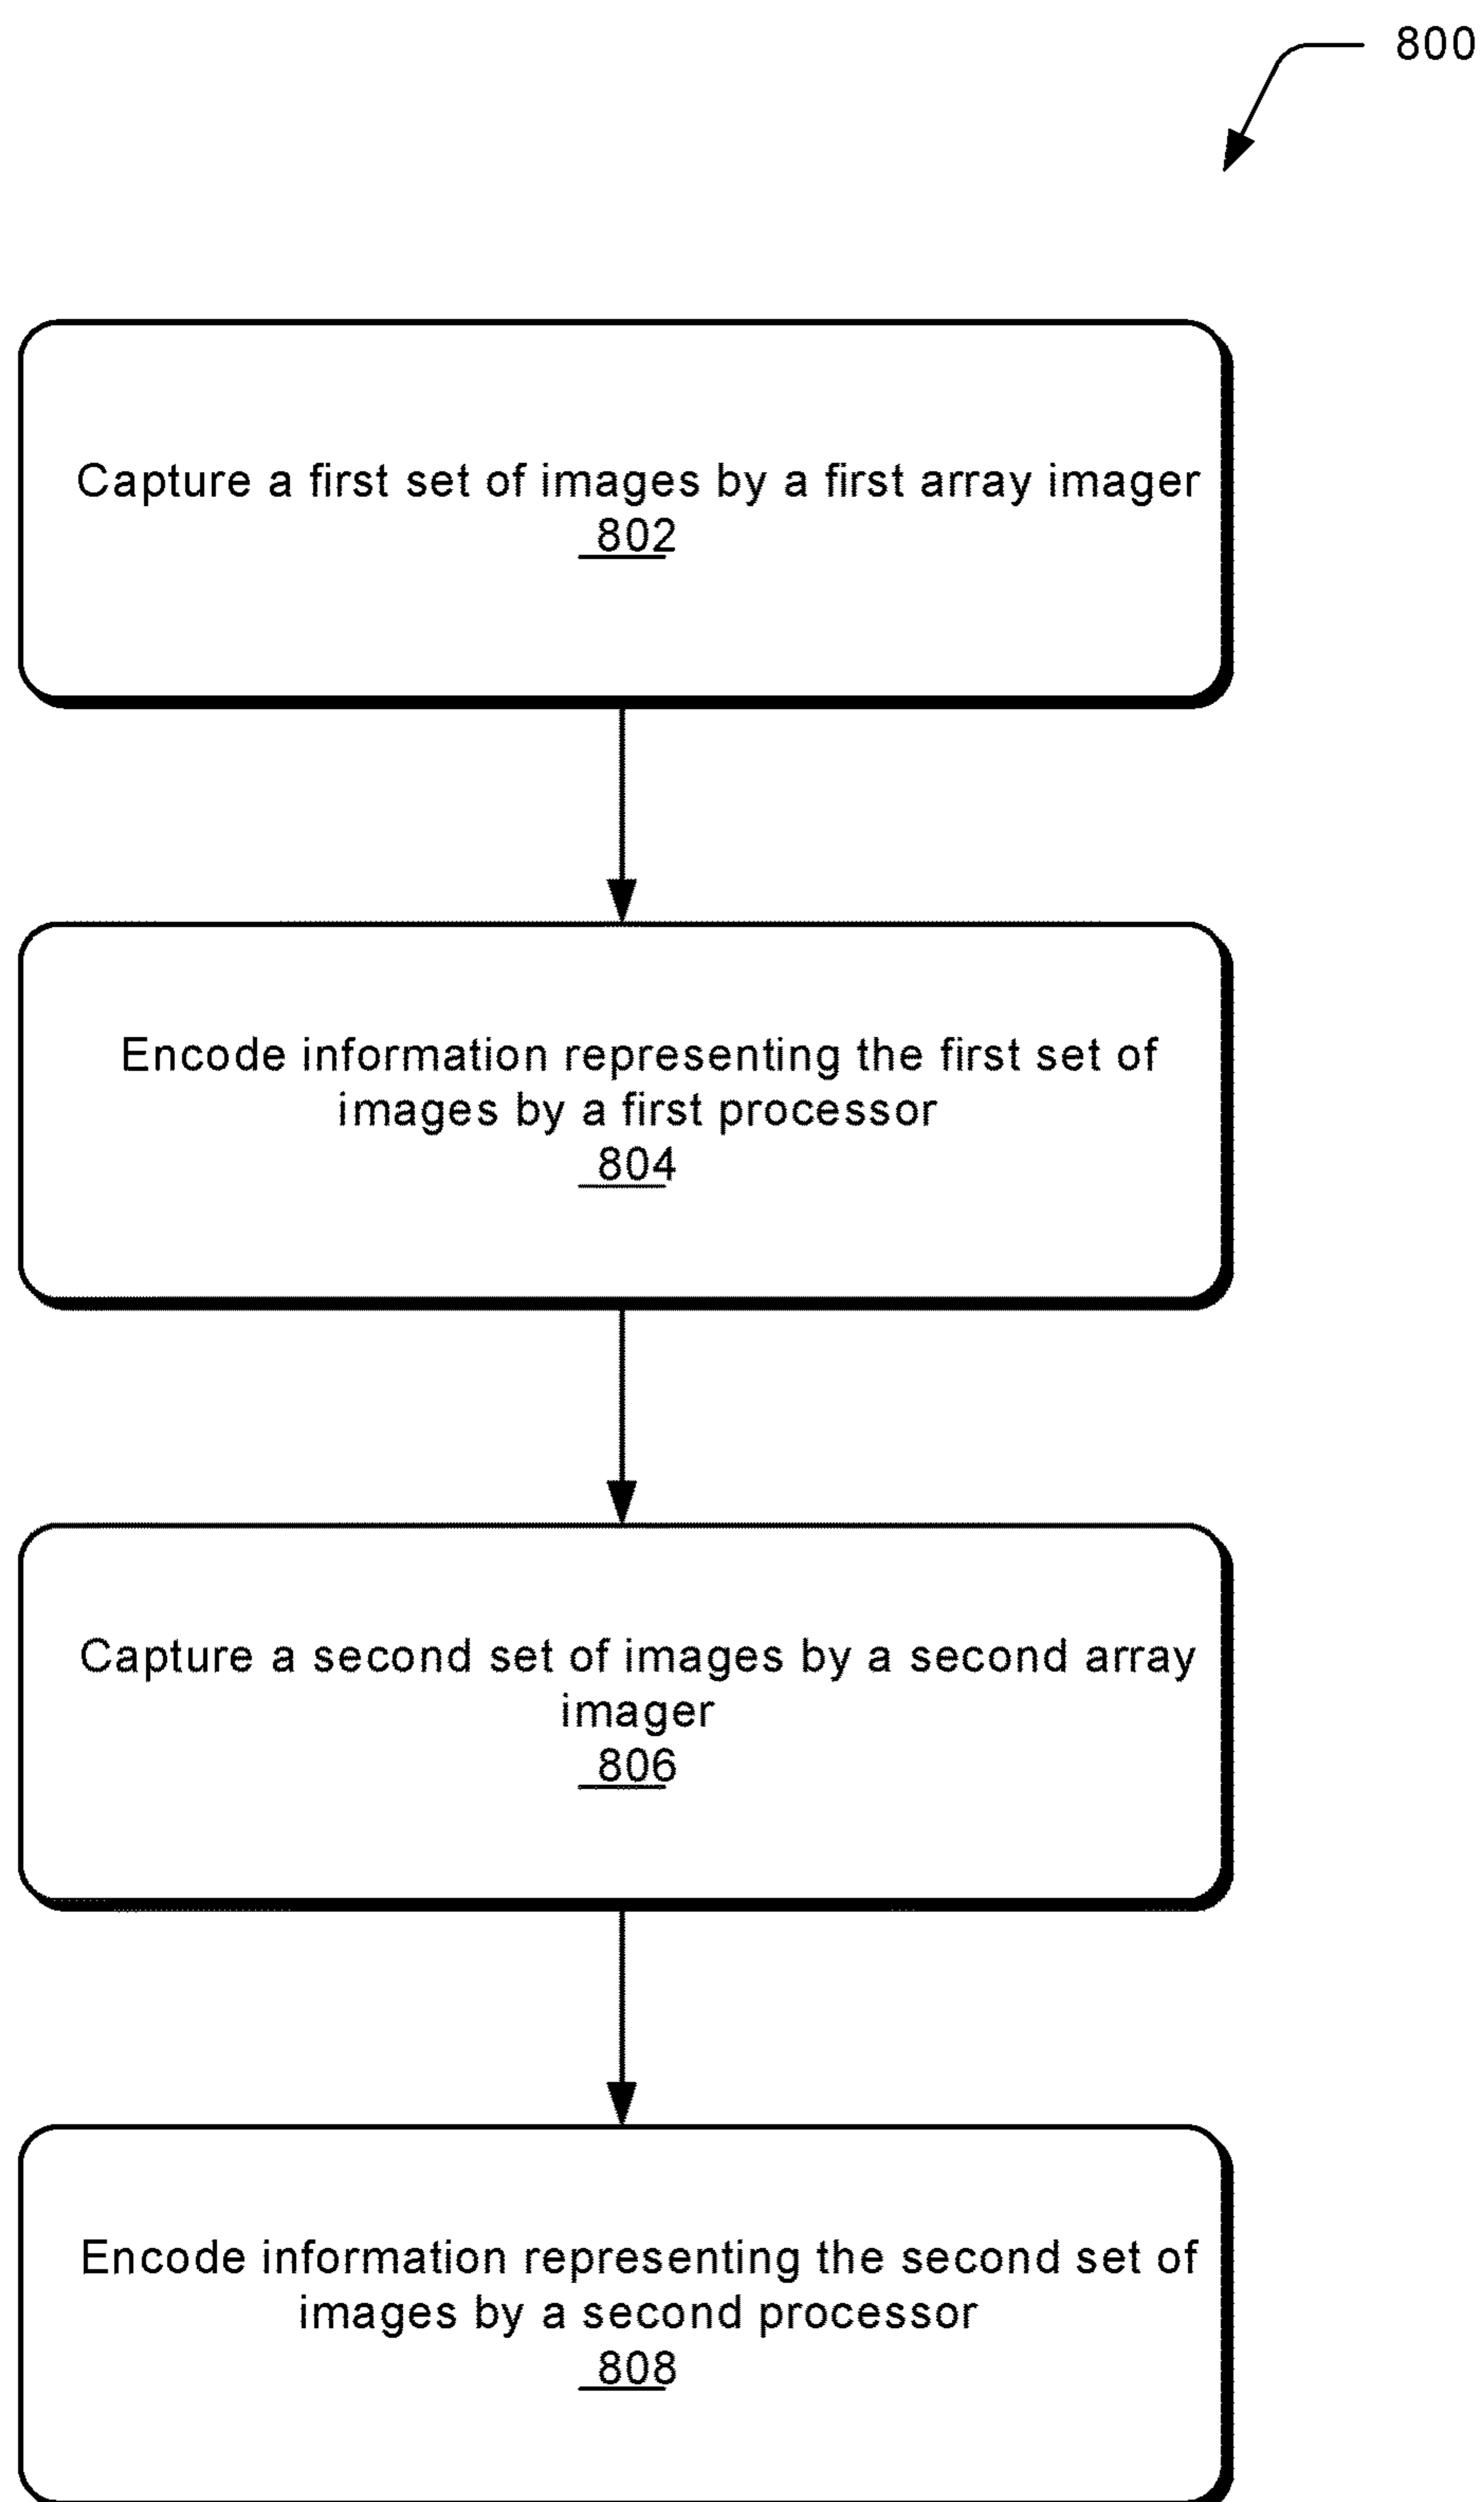 800
Capture a first set of images by a first array imager
802
Encode information representing the first set of
images by a first processor
804
Capture a second set of images by a second array
imager
806
Encode information representing the second set of
images by a second processor
808